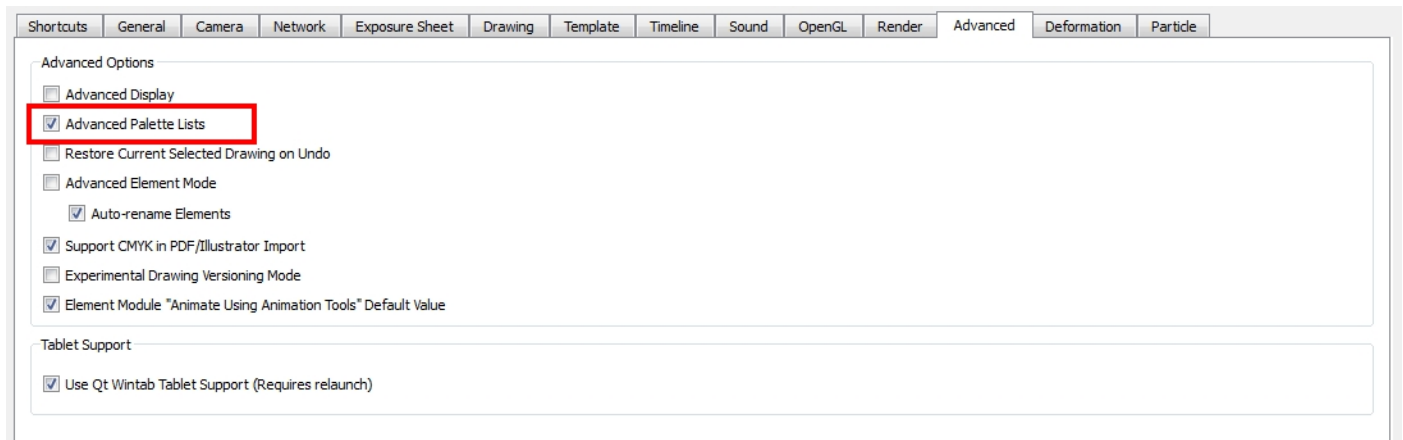 Shortcuts General Camera Network Exposure Sheet Drawing Template Timeline Sound OpenGL Render Advanced Deformation Particle
Advanced Options
Advanced Display
Advanced Palette Lists
Restore Current Selected Drawing on Undo
Advanced Element Mode
Auto-rename Elements
Support CMYK in PDF/Illustrator Import
Experimental Drawing Versioning Mode
Element Module "Animate Using Animation Tools" Default Value
Tablet Support
Use Qt Wintab Tablet Support (Requires relaunch)